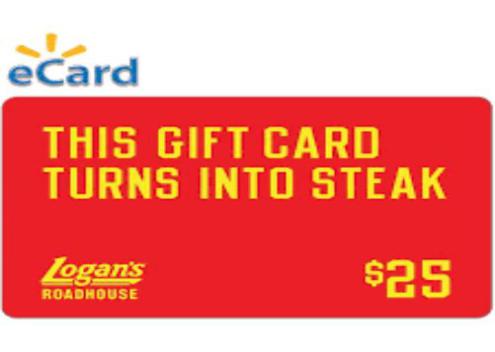 eCard
THIS GIFT CARD
TURNS INTO STEAK
Logan's
ROADHOUSE
$25